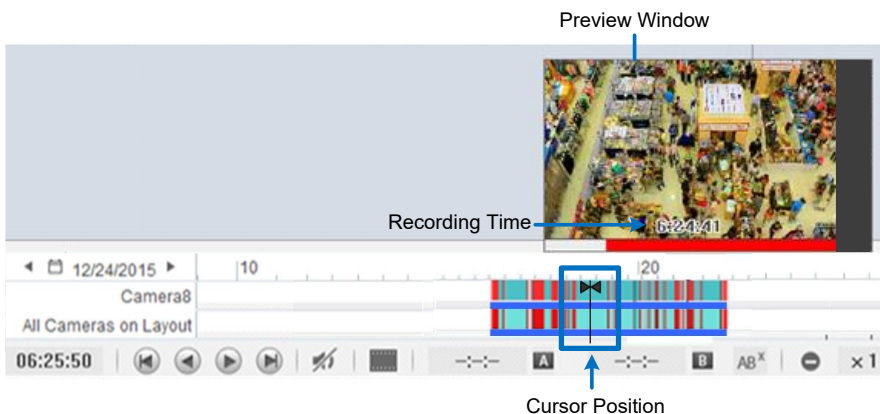 Preview Window
Recording Time
6:24:41
12/24/2015
10
20
Camera8
All Cameras on Layout
06:25:50
-:-:-
A
-:-:-
B
ABˣ
×1
Cursor Position